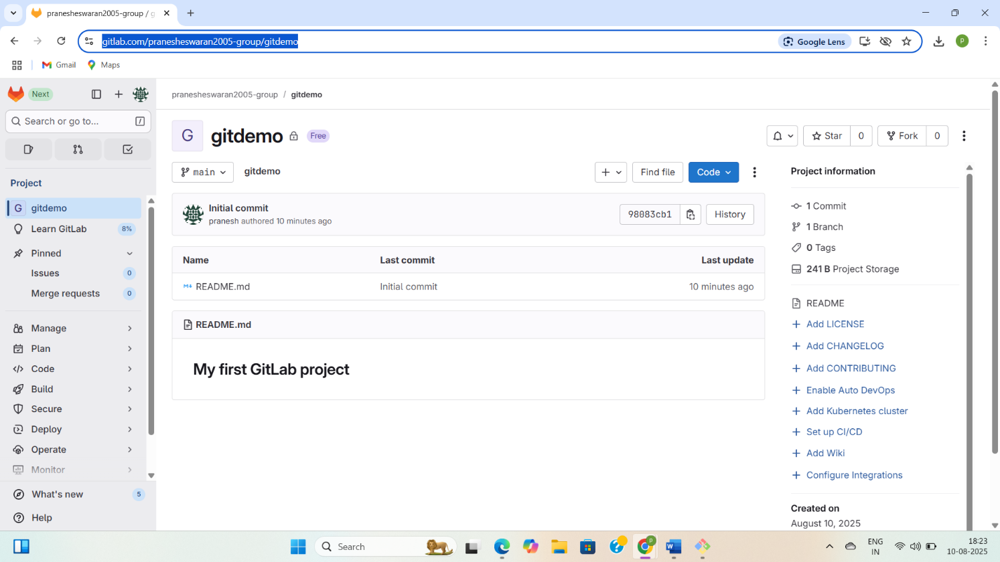 pranesheswaran2005-group / g
gitlab.com/pranesheswaran2005-group/gitdemo
Google Lens
p
Gmail
Maps
Next
pranesheswaran2005-group / gitdemo
Search or go to... /
G
gitdemo
Free
Star 0
Fork 0
main
gitdemo
Find file
Code
Project information
Project
G gitdemo
Learn GitLab 8%
Pinned
Issues 0
Merge requests 0
Manage
Plan
Code
Build
Secure
Deploy
Operate
Monitor
What's new 5
Help
Initial commit
pranesh authored 10 minutes ago
98083cb1
History
Name Last commit Last update
README.md Initial commit 10 minutes ago
README.md
My first GitLab project
1 Commit
1 Branch
0 Tags
241 B Project Storage
README
Add LICENSE
Add CHANGELOG
Add CONTRIBUTING
Enable Auto DevOps
Add Kubernetes cluster
Set up CI/CD
Add Wiki
Configure Integrations
Created on
August 10, 2025
Search
ENG
IN
18:23
10-08-2025